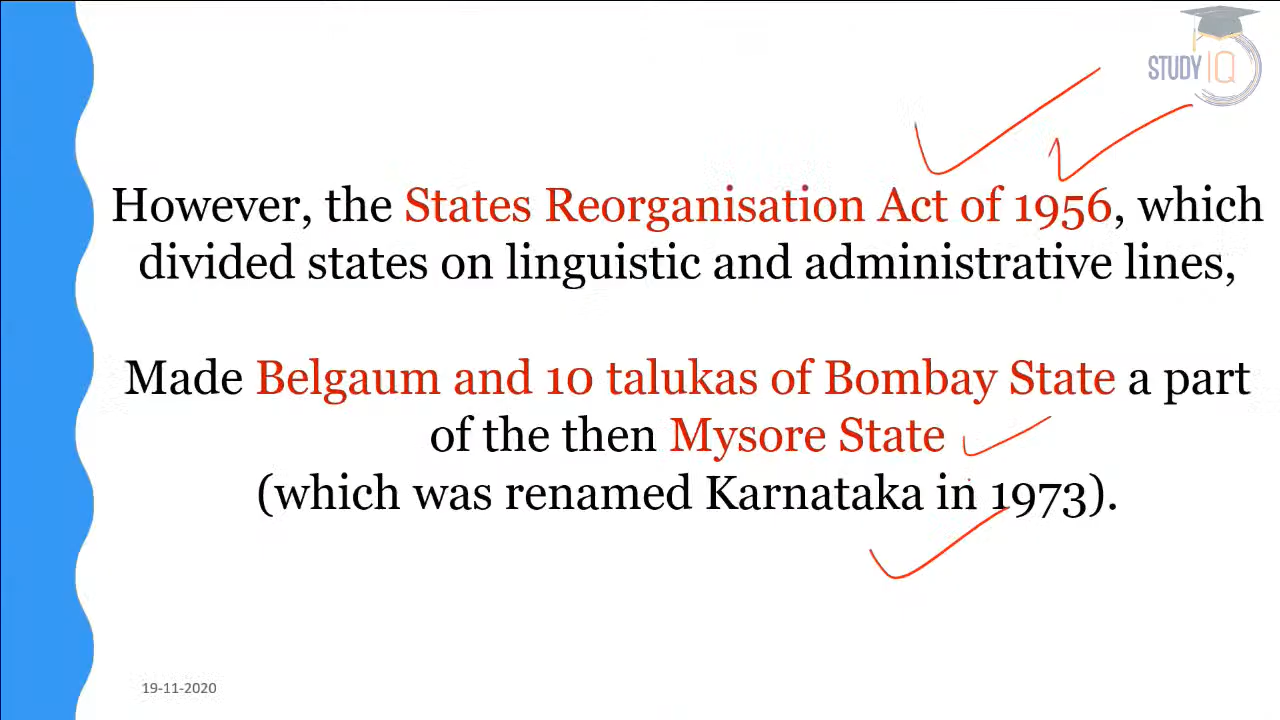 STUDY IQ
However, the States Reorganisation Act of 1956, which
divided states on linguistic and administrative lines,
Made Belgaum and 10 talukas of Bombay State a part
of the then Mysore State
(which was renamed Karnataka in 1973).
19-11-2020